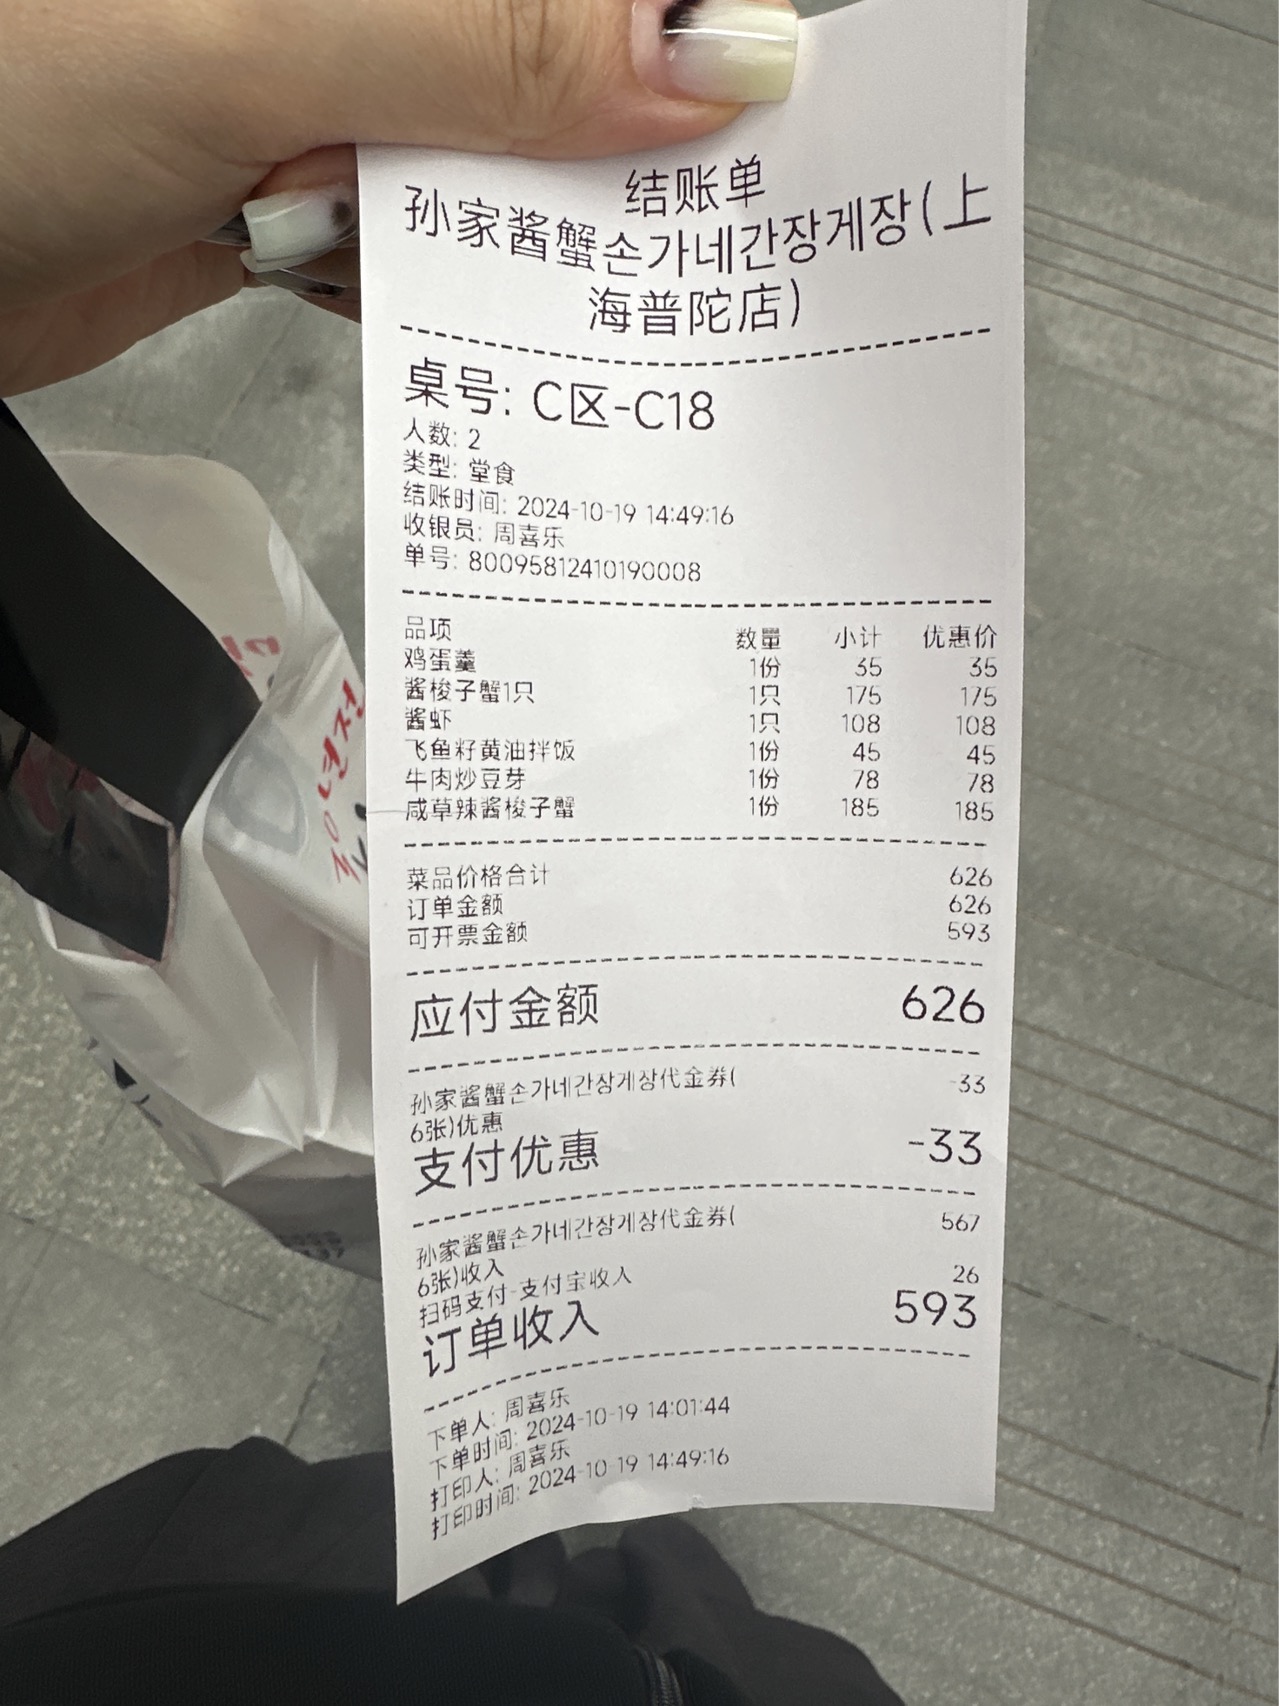 结账单
孙家酱蟹손가네간장게장(上
海普陀店)
桌号: C区-C18
人数: 2
类型: 堂食
结账时间: 2024-10-19 14:49:16
收银员: 周喜乐
单号: 80095812410190008
品项 数量 小计 优惠价
鸡蛋羹 1份 35 35
酱梭子蟹1只 1只 175 175
酱虾 1只 108 108
飞鱼籽黄油拌饭 1份 45 45
牛肉炒豆芽 1份 78 78
咸草辣酱梭子蟹 1份 185 185
菜品价格合计 626
订单金额 626
可开票金额 593
应付金额 626
孙家酱蟹손가네간장게장代金券( -33
6张)优惠
支付优惠 -33
孙家酱蟹손가네간장게장代金券( 567
6张)收入
扫码支付-支付宝收入 26
订单收入 593
下单人: 周喜乐
下单时间: 2024-10-19 14:01:44
打印人: 周喜乐
打印时间: 2024-10-19 14:49:16